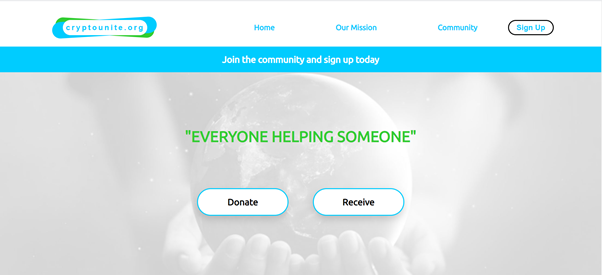 cryptounite.org
Home
Our Mission
Community
Sign Up
Join the community and sign up today
"EVERYONE HELPING SOMEONE"
Donate
Receive